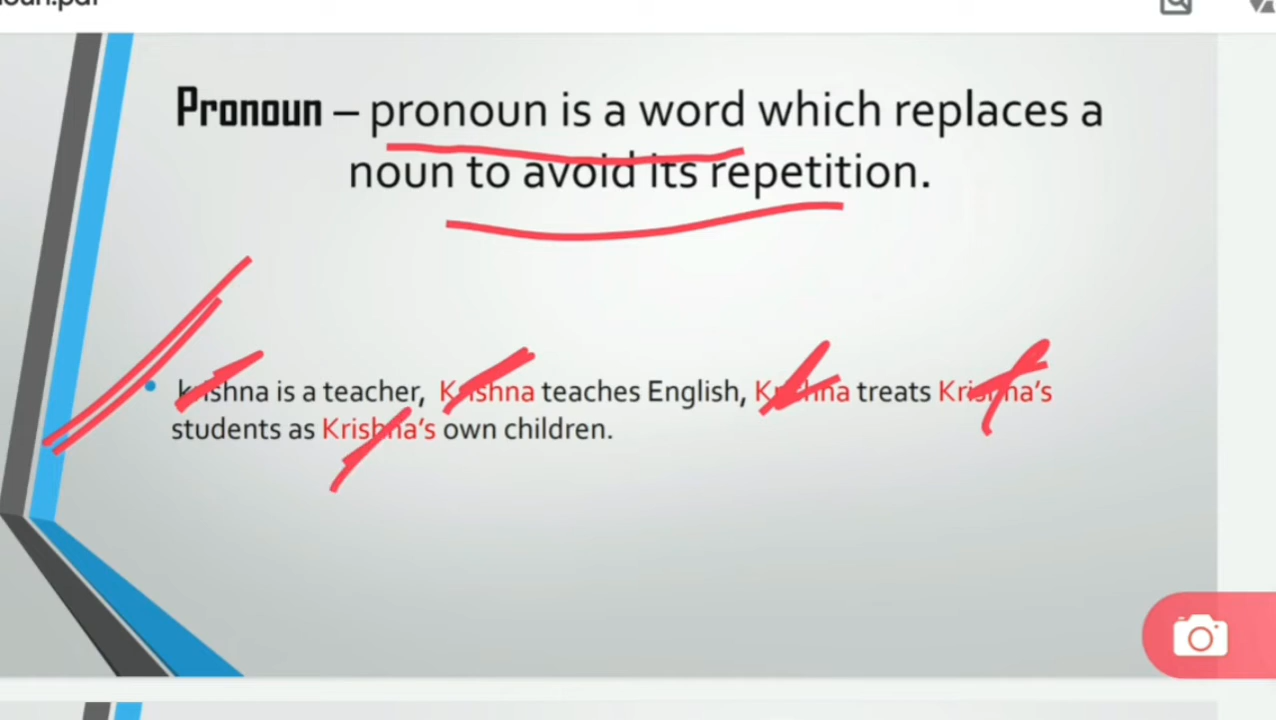 Pronoun – pronoun is a word which replaces a
noun to avoid its repetition.
• krishna is a teacher, Krishna teaches English, Krishna treats Krishna's
students as Krishna's own children.